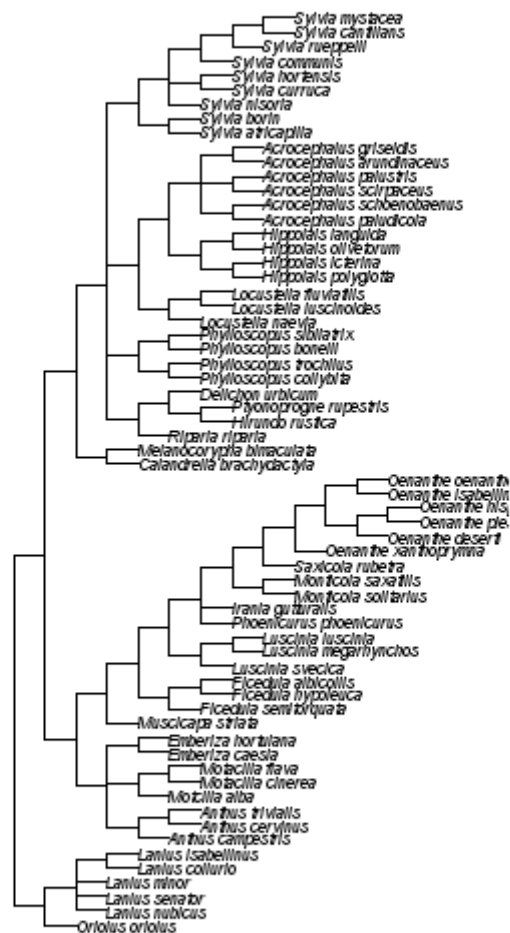 Sylvia mystacea
Sylvia cantillans
Sylvia rueppelli
Sylvia communis
Sylvia hortensis
Sylvia curruca
Sylvia nisoria
Sylvia borin
Sylvia atricapilla
Acrocephalus griseldis
Acrocephalus arundinaceus
Acrocephalus palustris
Acrocephalus scirpaceus
Acrocephalus schoenobaenus
Acrocephalus paludicola
Hippolais languida
Hippolais olivetorum
Hippolais icterina
Hippolais polyglotta
Locustella fluviatilis
Locustella luscinoides
Locustella naevia
Phylloscopus sibilatrix
Phylloscopus bonelli
Phylloscopus trochilus
Phylloscopus collybita
Delichon urbicum
Ptyonoprogne rupestris
Hirundo rustica
Riparia riparia
Melanocorypha bimaculata
Calandrella brachydactyla
Oenanthe oenanthe
Oenanthe isabellin
Oenanthe his
Oenanthe ple
Oenanthe deserti
Oenanthe xanthoprymna
Saxicola rubetra
Monticola saxatilis
Monticola solitarius
Irania gutturalis
Phoenicurus phoenicurus
Luscinia luscinia
Luscinia megarhynchos
Luscinia svecica
Ficedula albicollis
Ficedula hypoleuca
Ficedula semitorquata
Muscicapa striata
Emberiza hortulana
Emberiza caesia
Motacilla flava
Motacilla cinerea
Motcilla alba
Anthus trivialis
Anthus cervinus
Anthus campestris
Lanius isabellinus
Lanius collurio
Lanius minor
Lanius senator
Lanius nubicus
Oriolus oriolus